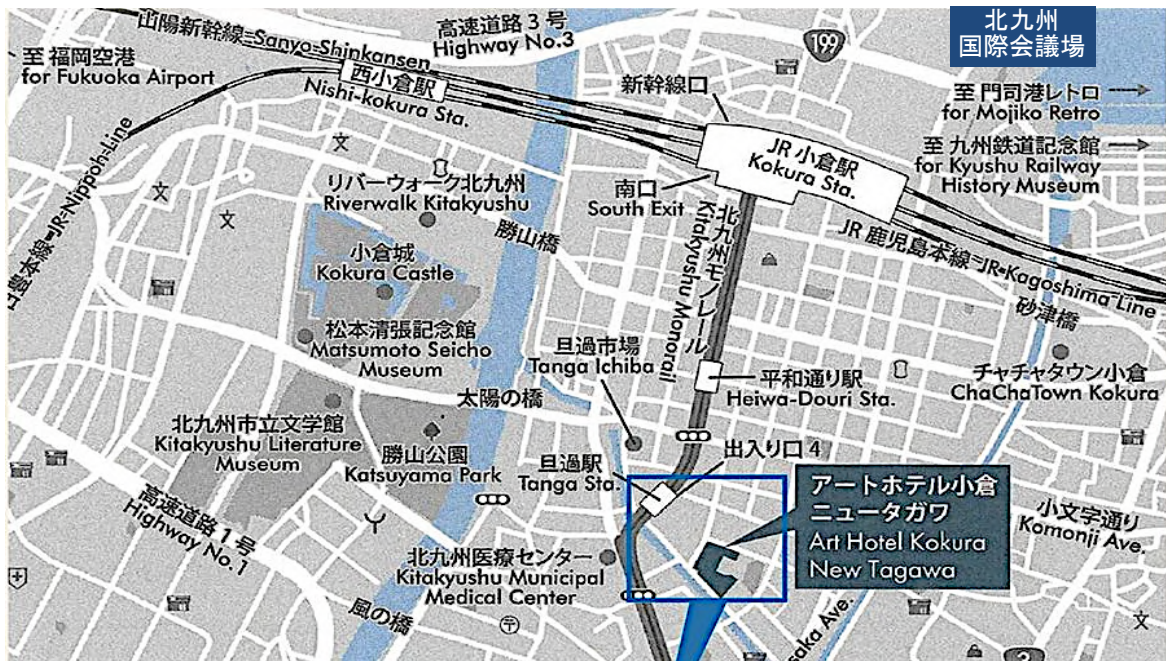 山陽新幹線=Sanyo Shinkansen
高速道路3号
Highway No.3
199
北九州
国際会議場
至 福岡空港
for Fukuoka Airport
西小倉駅
Nishi-kokura Sta.
新幹線口
至 門司港レトロ
for Mojiko Retro
JR 小倉駅
Kokura Sta.
至 九州鉄道記念館
for Kyushu Railway
History Museum
日豊本線=JR=Nippoh-Line
文
文
文
リバーウォーク北九州
Riverwalk Kitakyushu
南口
South Exit
北九州モノレール
Kitakyushu Monorail
勝山橋
JR 鹿児島本線=JR=Kagoshima Line
小倉城
Kokura Castle
砂津橋
松本清張記念館
Matsumoto Seicho
Museum
旦過市場
Tanga Ichiba
平和通り駅
Heiwa-Douri Sta.
チャチャタウン小倉
ChaChaTown Kokura
太陽の橋
北九州市立文学館
Kitakyushu Literature
Museum
勝山公園
Katsuyama Park
旦過駅
Tanga Sta.
出入り口 4
アートホテル小倉
ニュータガワ
Art Hotel Kokura
New Tagawa
小文字通り
Komonji Ave.
高速道路1号
Highway No.1
北九州医療センター
Kitakyushu Municipal
Medical Center
風の橋
〒
saka Ave.
文